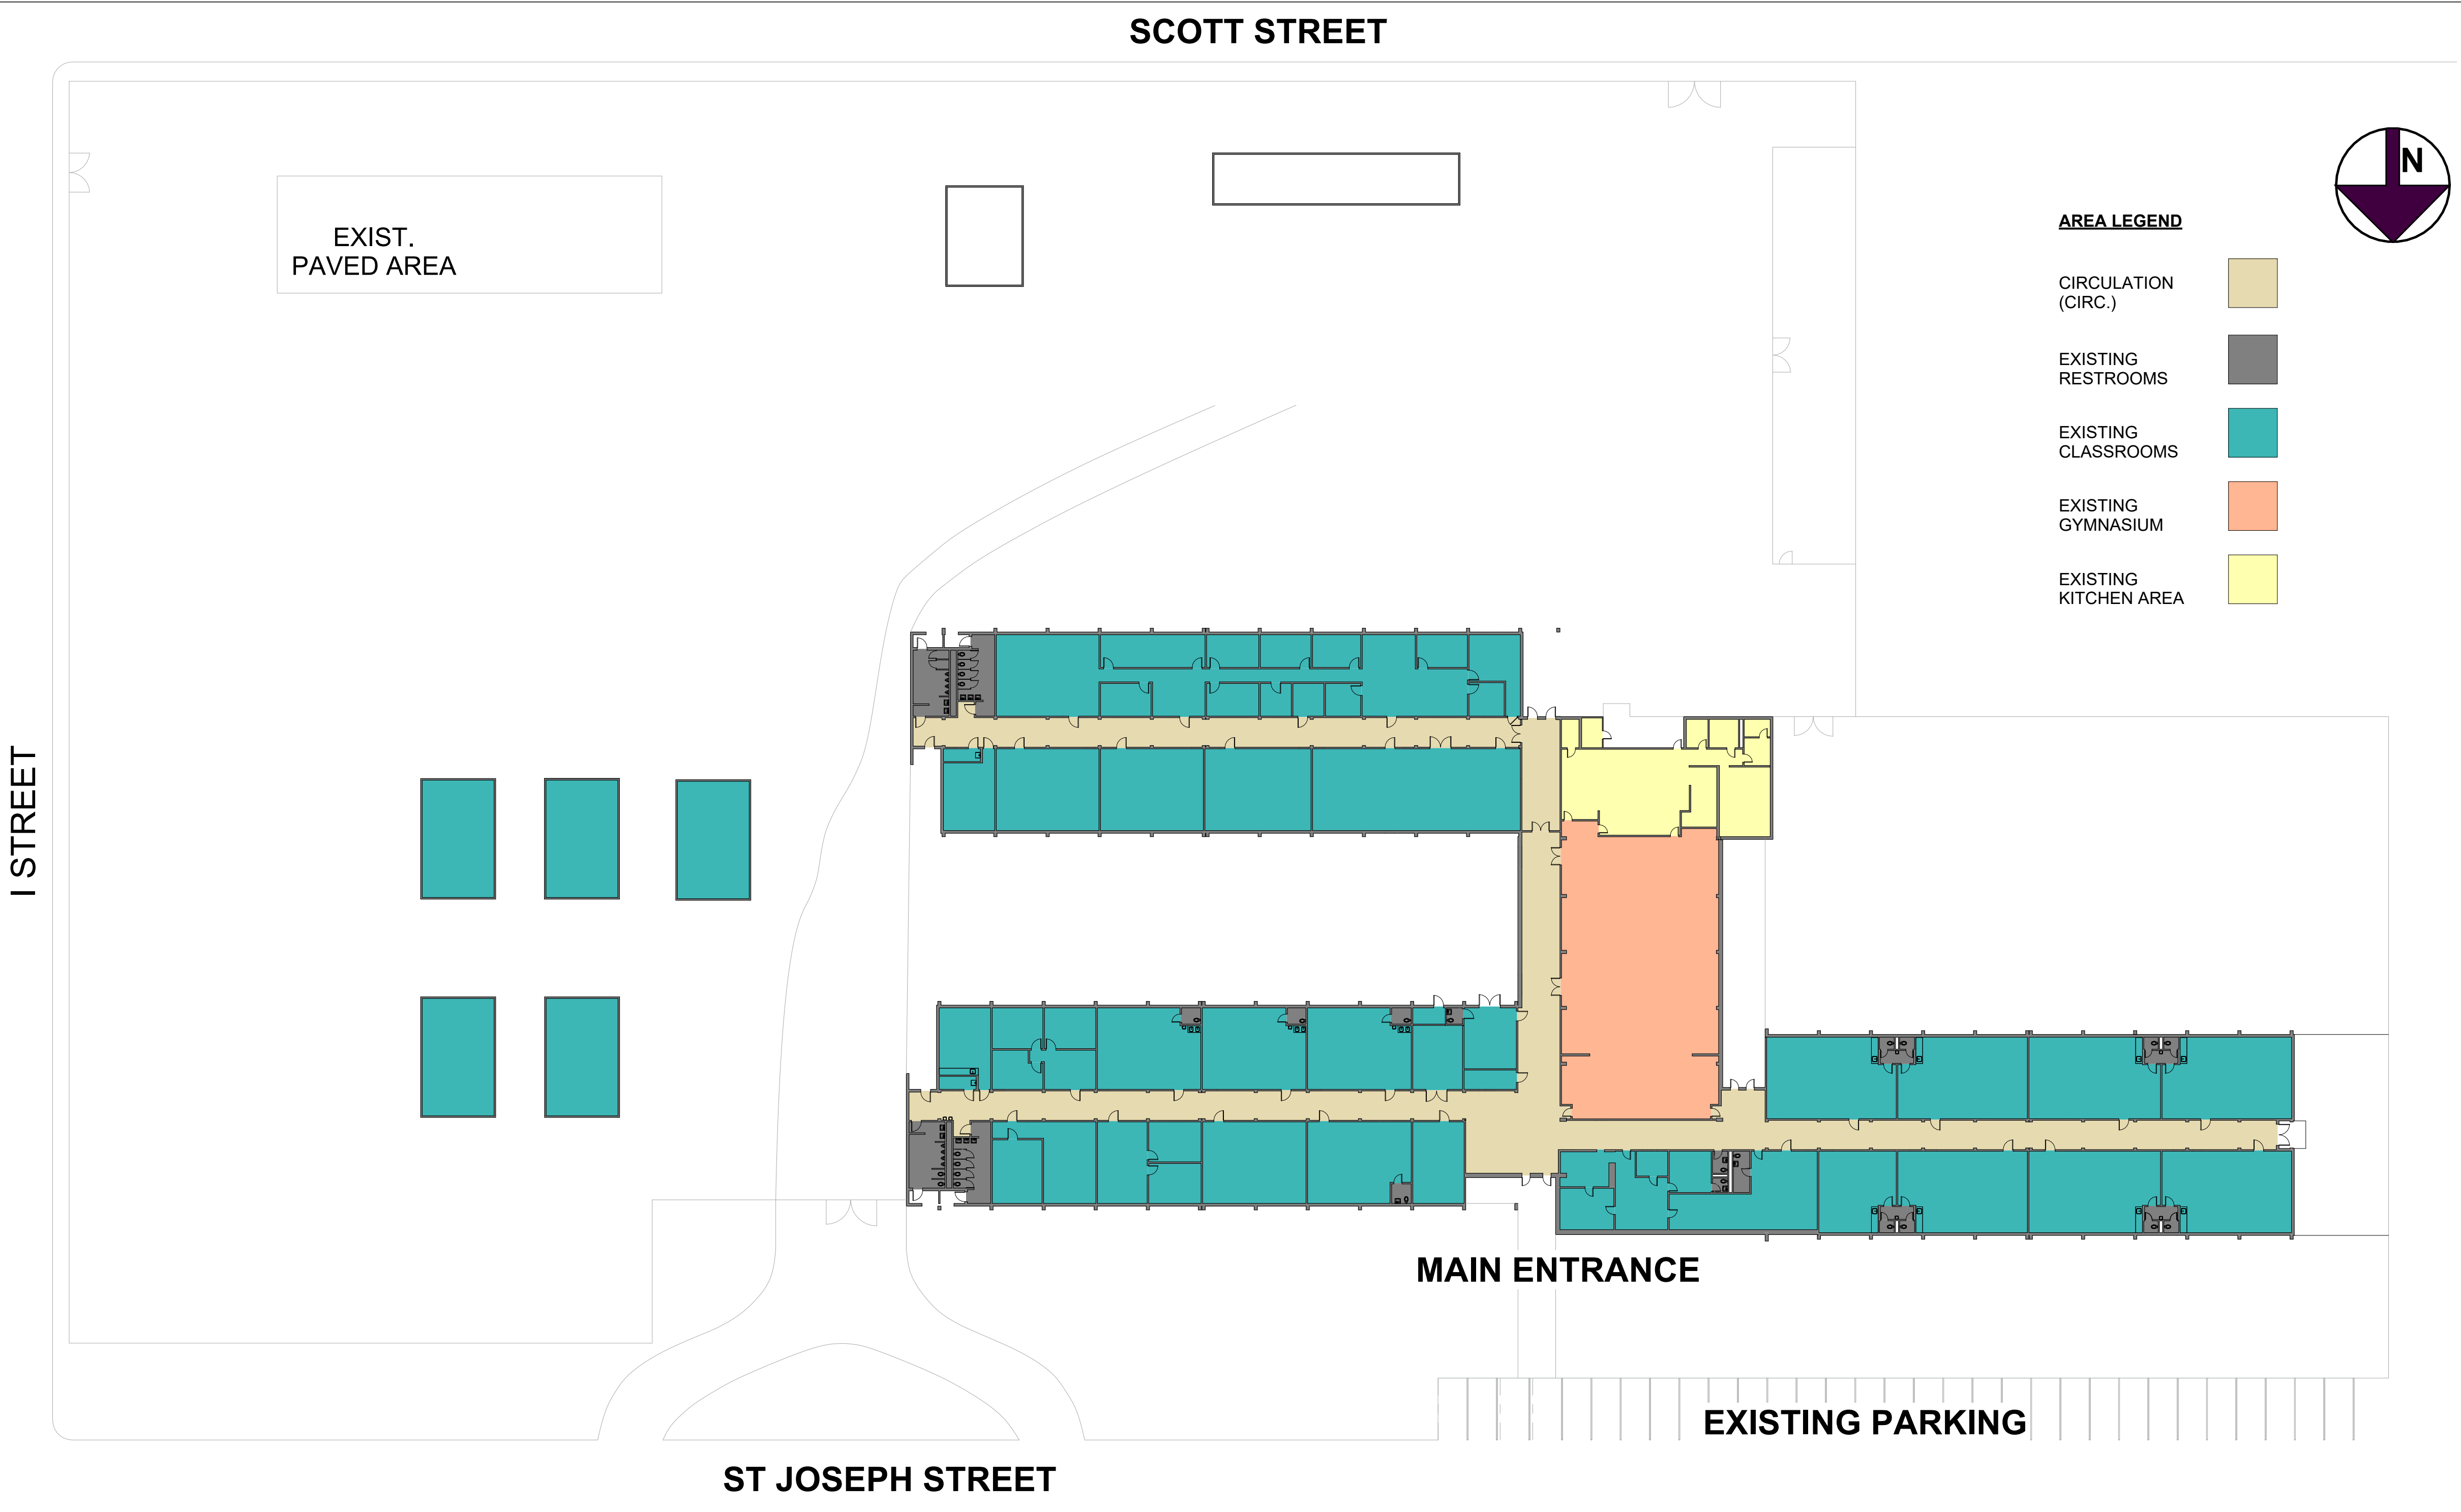 SCOTT STREET
N
EXIST.
PAVED AREA
AREA LEGEND
CIRCULATION
(CIRC.)
EXISTING
RESTROOMS
EXISTING
CLASSROOMS
EXISTING
GYMNASIUM
EXISTING
KITCHEN AREA
I STREET
MAIN ENTRANCE
EXISTING PARKING
ST JOSEPH STREET